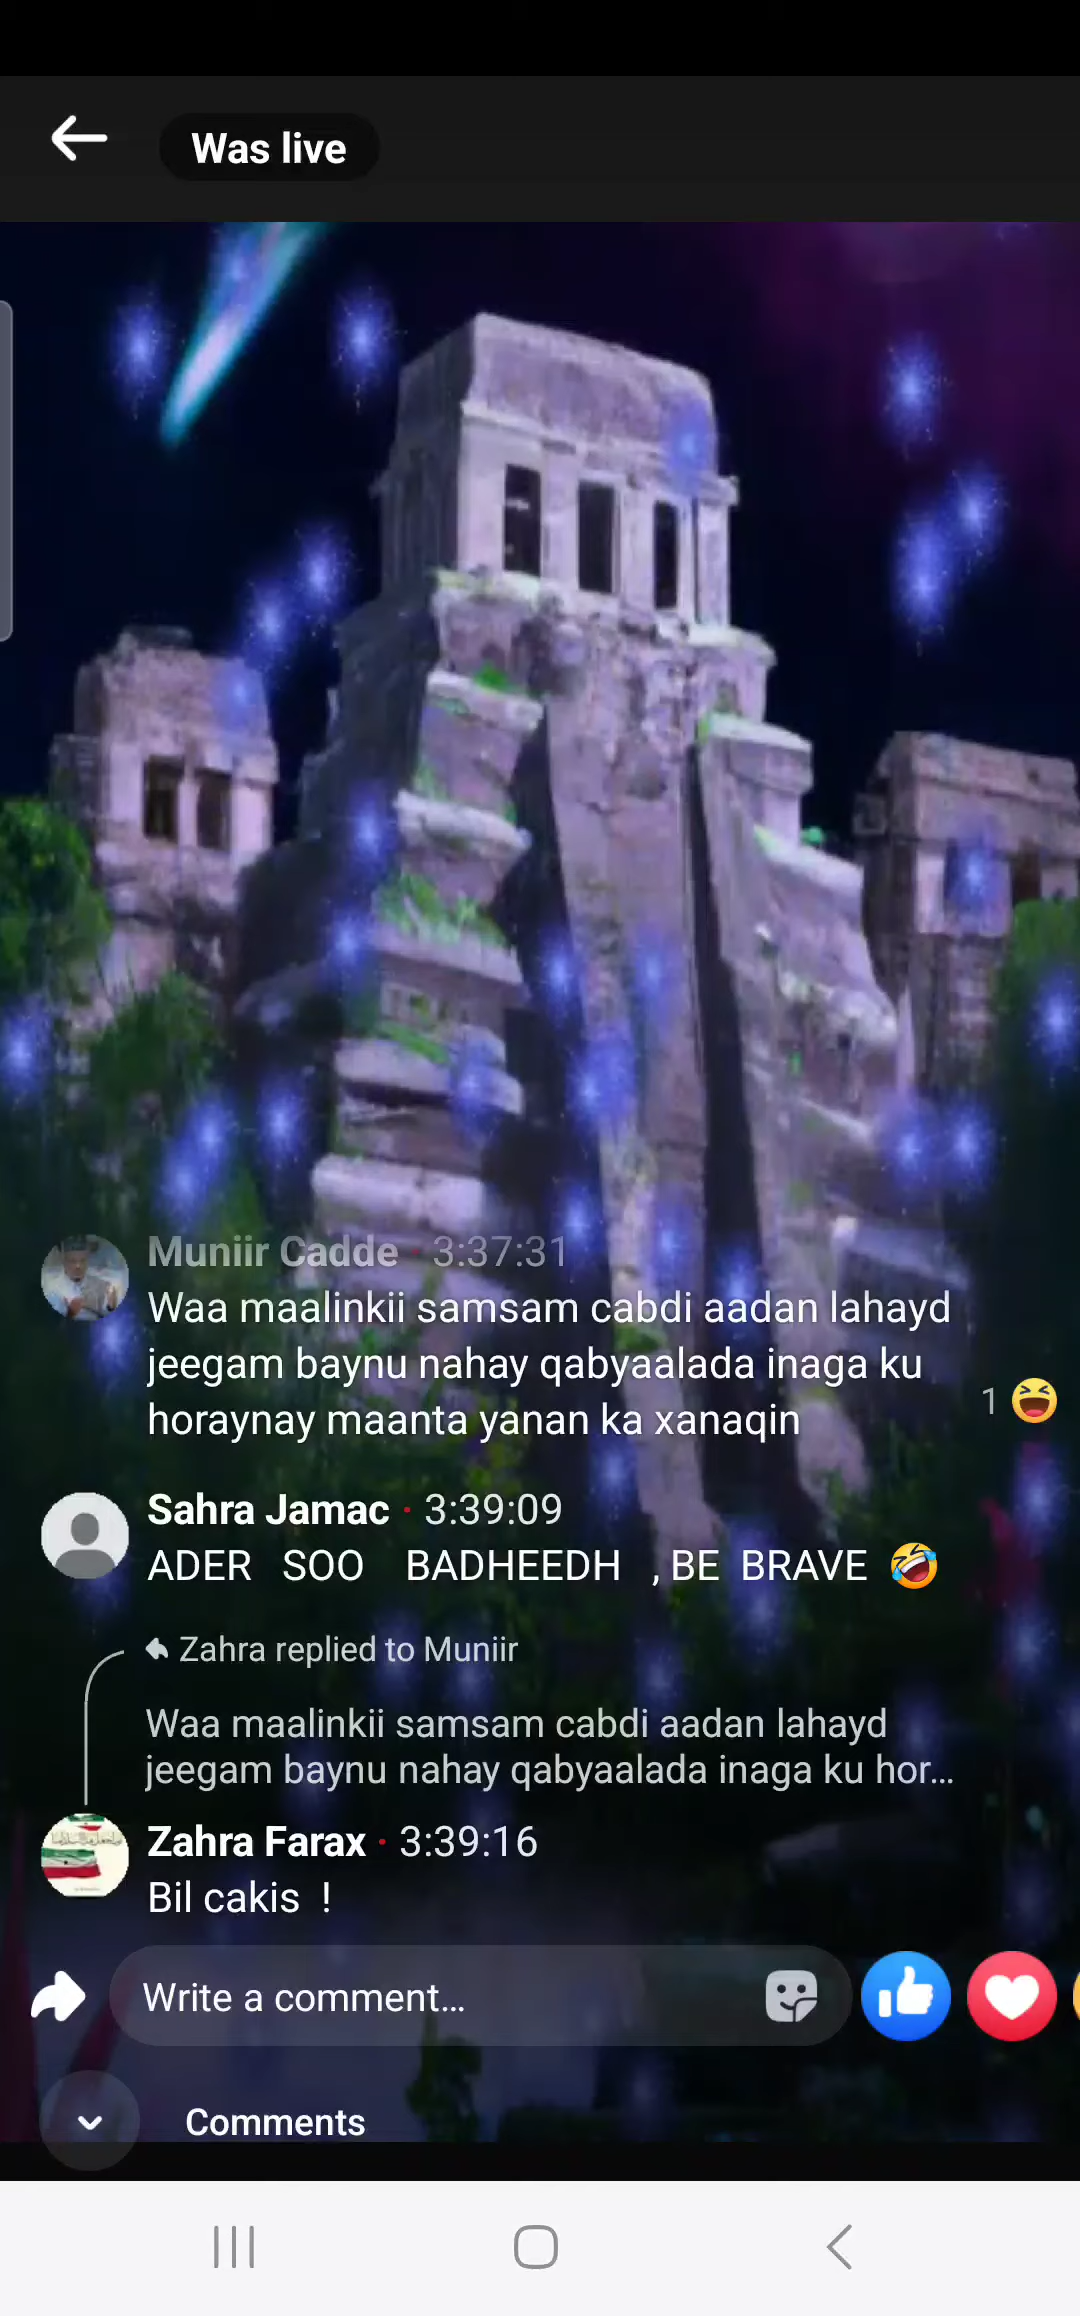 Was live
Muniir Cadde · 3:37:31
Waa maalinkii samsam cabdi aadan lahayd
jeegam baynu nahay qabyaalada inaga ku
horaynay maanta yanan ka xanaqin
1 😆
Sahra Jamac · 3:39:09
ADER SOO BADHEEDH , BE BRAVE 🤣
Zahra replied to Muniir
Waa maalinkii samsam cabdi aadan lahayd
jeegam baynu nahay qabyaalada inaga ku hor...
Zahra Farax · 3:39:16
Bil cakis !
Write a comment...
Comments